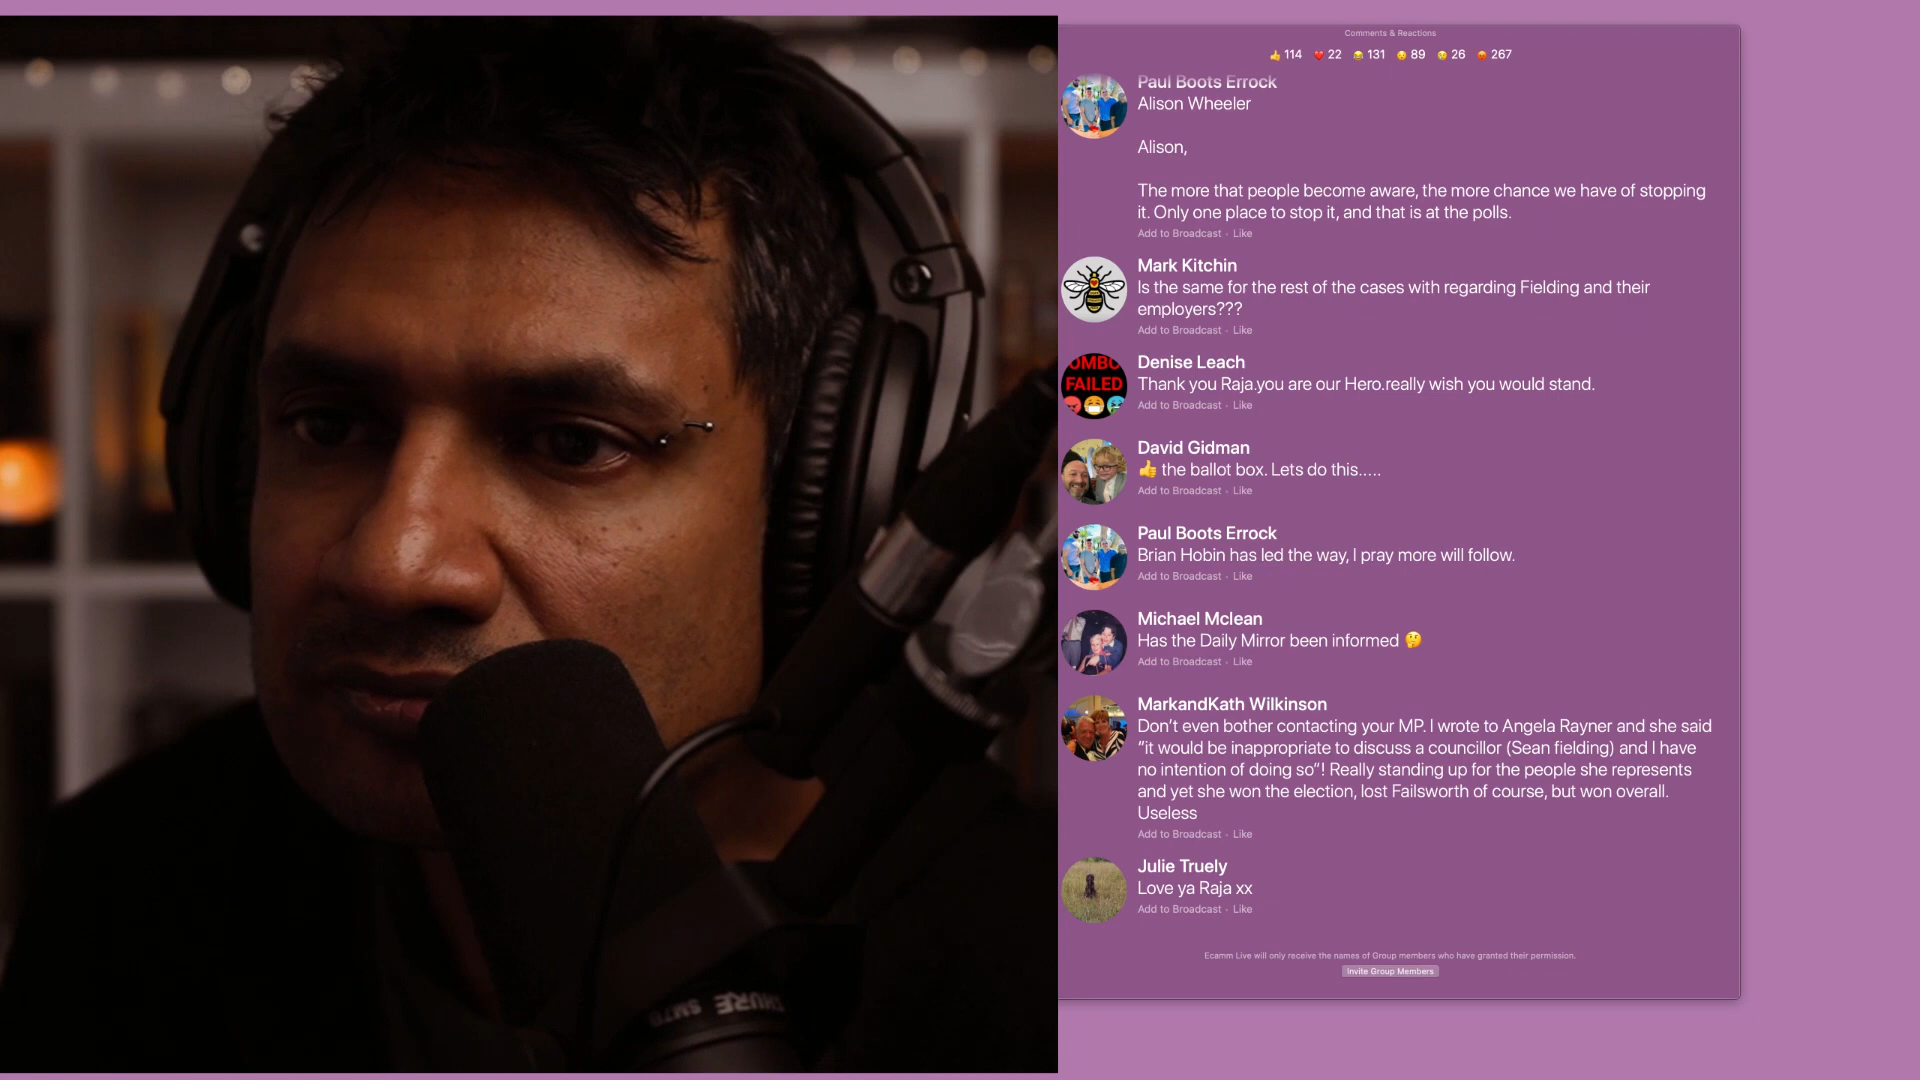 Comments & Reactions
👍 114 ❤️ 22 😂 131 😯 89 😢 26 😡 267
Paul Boots Errock
Alison Wheeler
Alison,
The more that people become aware, the more chance we have of stopping
it. Only one place to stop it, and that is at the polls.
Add to Broadcast · Like
Mark Kitchin
Is the same for the rest of the cases with regarding Fielding and their
employers???
Add to Broadcast · Like
OMBO
FAILED
Denise Leach
Thank you Raja.you are our Hero.really wish you would stand.
Add to Broadcast · Like
David Gidman
👍 the ballot box. Lets do this.....
Add to Broadcast · Like
Paul Boots Errock
Brian Hobin has led the way, I pray more will follow.
Add to Broadcast · Like
Michael Mclean
Has the Daily Mirror been informed 🤔
Add to Broadcast · Like
MarkandKath Wilkinson
Don’t even bother contacting your MP. I wrote to Angela Rayner and she said
“it would be inappropriate to discuss a councillor (Sean fielding) and I have
no intention of doing so”! Really standing up for the people she represents
and yet she won the election, lost Failsworth of course, but won overall.
Useless
Add to Broadcast · Like
Julie Truely
Love ya Raja xx
Add to Broadcast · Like
Ecamm Live will only receive the names of Group members who have granted their permission.
Invite Group Members
SHURE SM7B